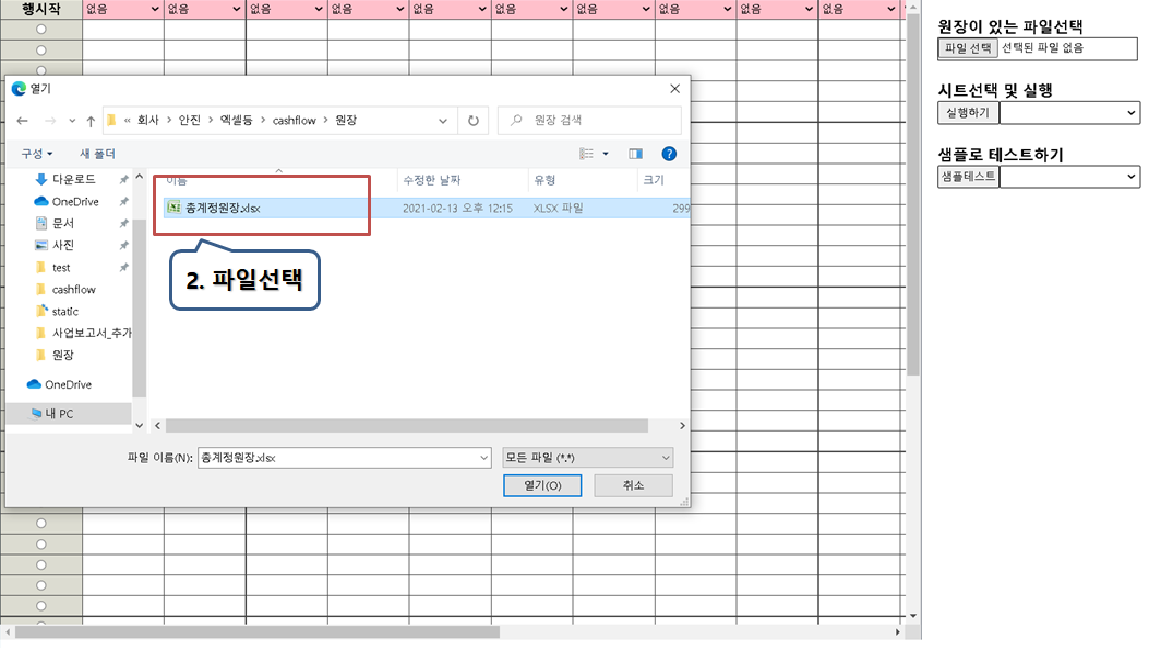 행시작 없음 없음 없음 없음 없음 없음 없음 없음 없음 없음
원장이 있는 파일선택
파일 선택 선택된 파일 없음
시트선택 및 실행
실행하기
샘플로 테스트하기
샘플테스트
열기
« 회사 › 안진 › 엑셀등 › cashflow › 원장
원장 검색
구성 새 폴더
이름 수정한 날짜 유형 크기
총계정원장.xlsx 2021-02-13 오후 12:15 XLSX 파일 299
다운로드
OneDrive
문서
사진
test
cashflow
static
사업보고서_추가
원장
OneDrive
내 PC
2. 파일선택
파일 이름(N): 총계정원장.xlsx 모든 파일 (*.*)
열기(O) 취소